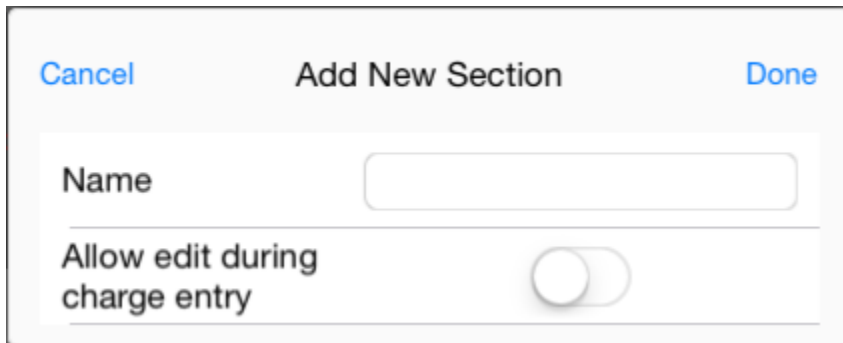 Cancel Add New Section Done
Name
Allow edit during
charge entry